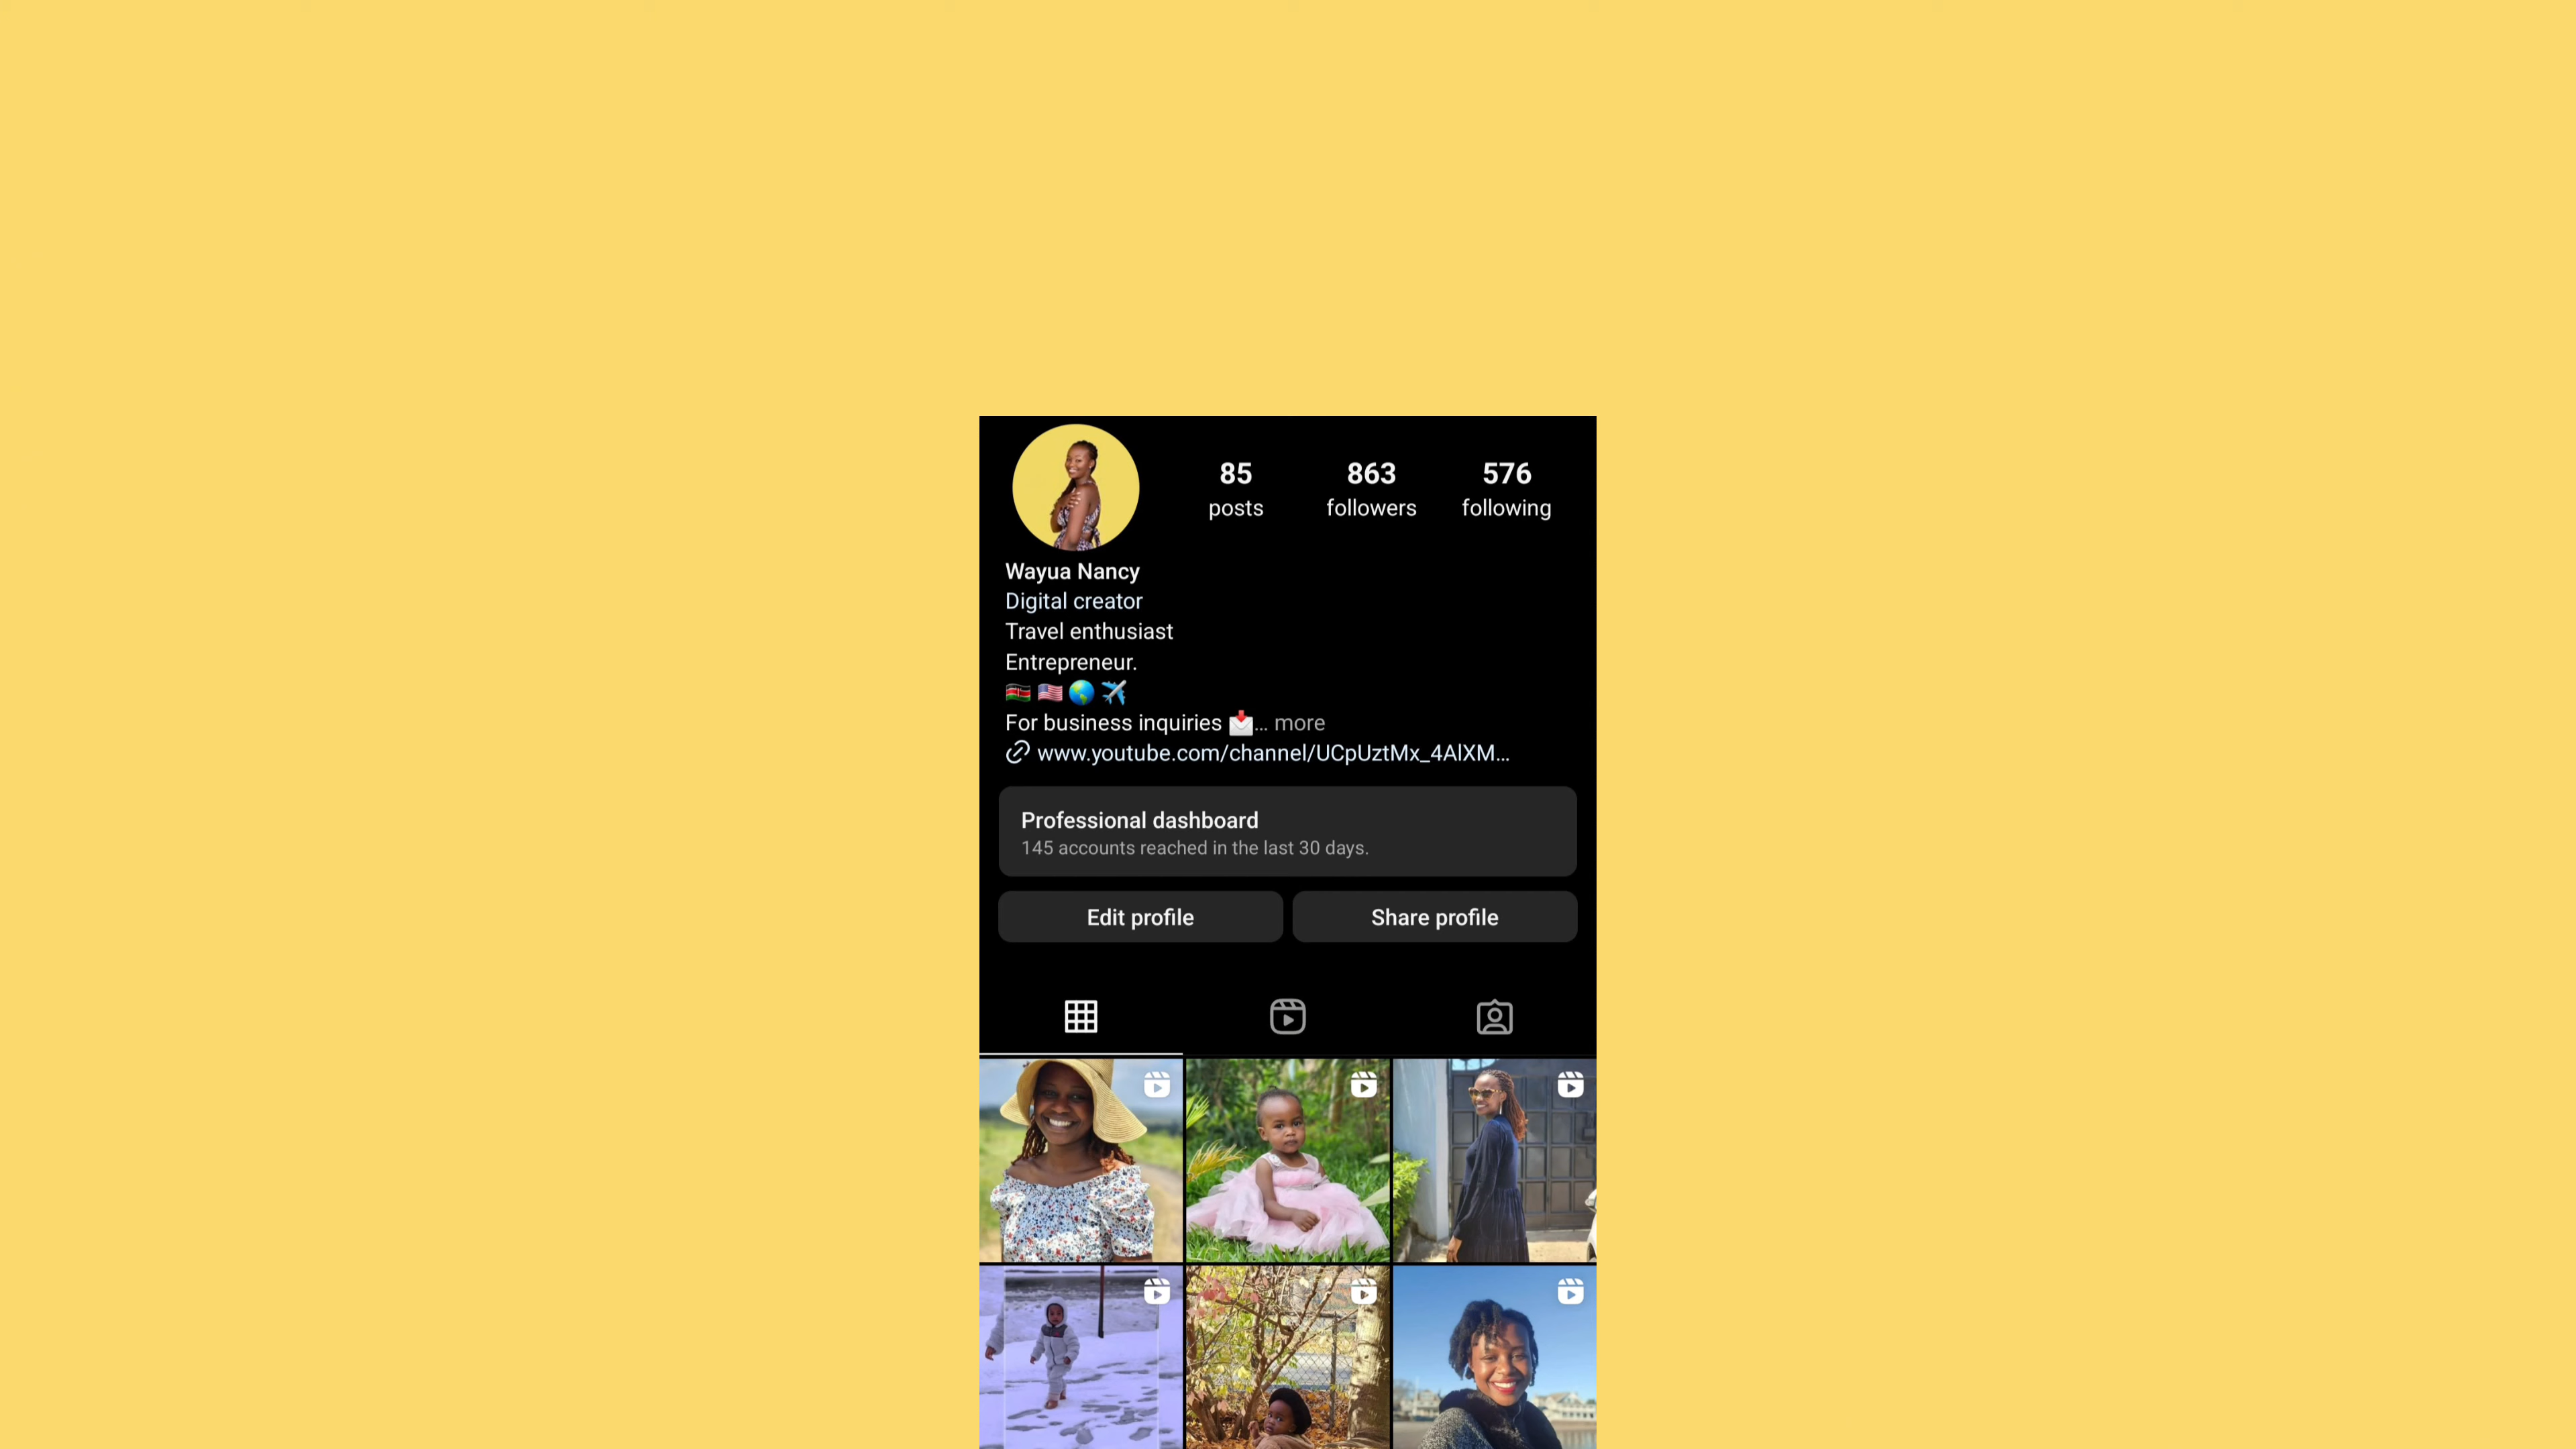 85 863 576
posts followers following
Wayua Nancy
Digital creator
Travel enthusiast
Entrepreneur.
🇰🇪 🇺🇸 🌎 ✈️
For business inquiries 📩... more
www.youtube.com/channel/UCpUztMx_4AlXM...
Professional dashboard
145 accounts reached in the last 30 days.
Edit profile Share profile